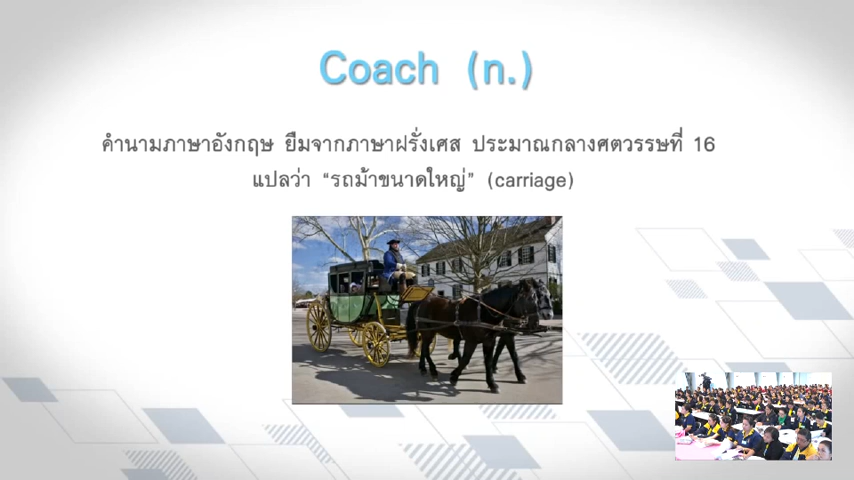 Coach (n.)
คำนามภาษาอังกฤษ ยืมจากภาษาฝรั่งเศส ประมาณกลางศตวรรษที่ 16
แปลว่า “รถม้าขนาดใหญ่” (carriage)